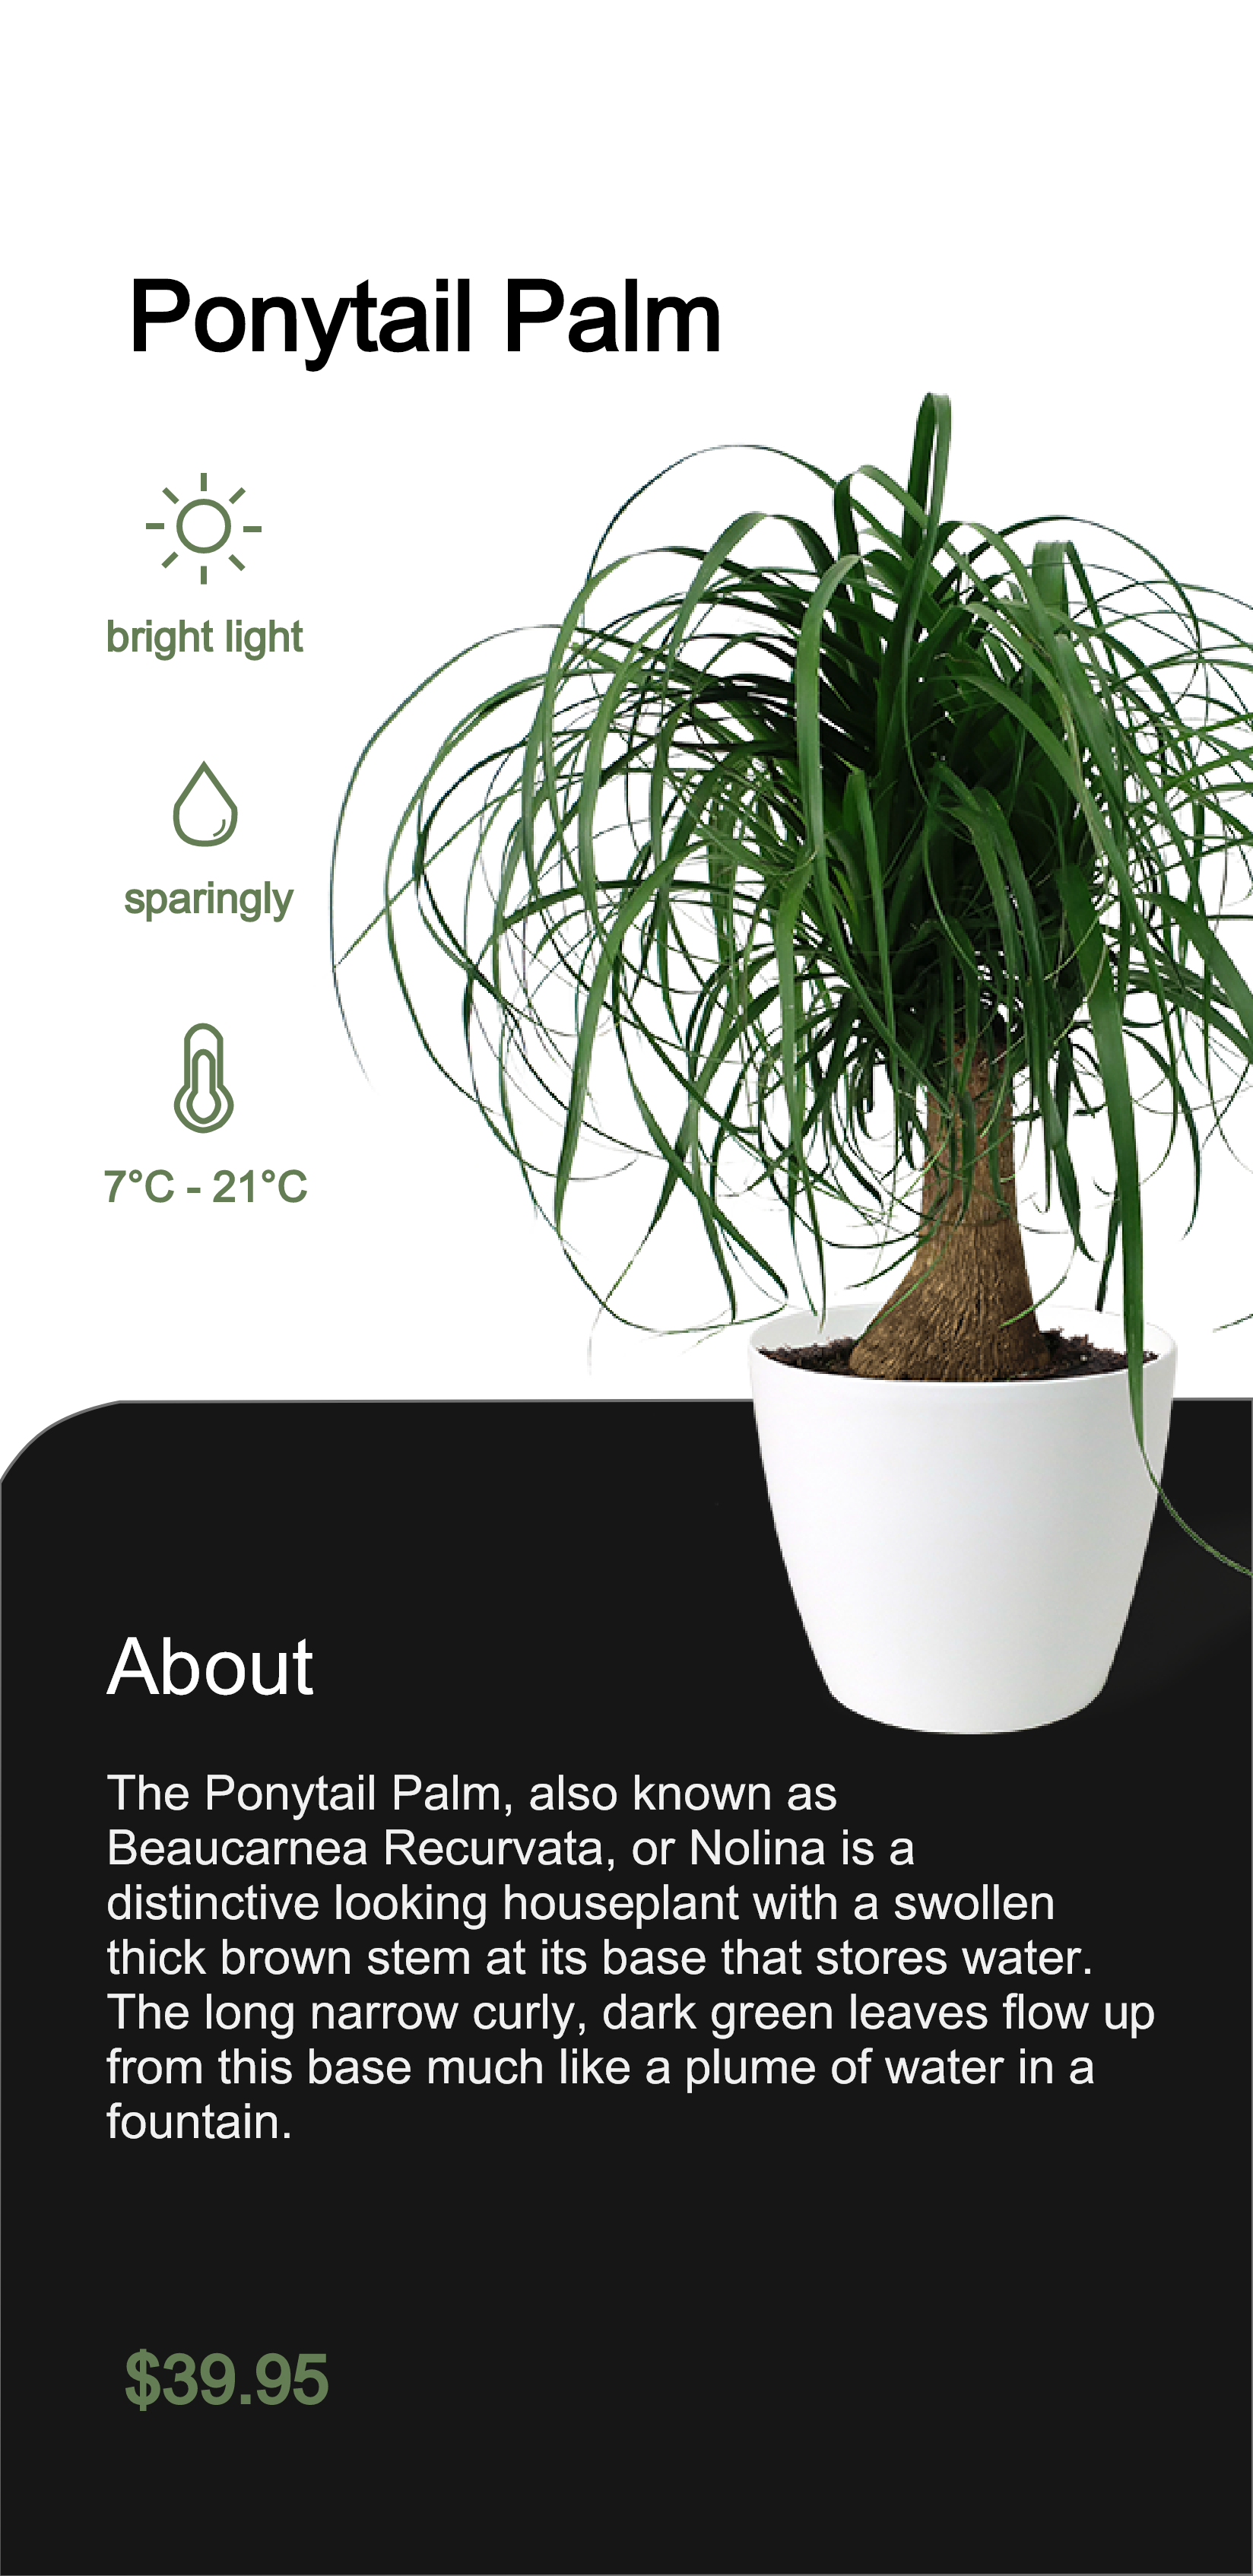 Ponytail Palm
bright light
sparingly
7°C - 21°C
About
The Ponytail Palm, also known as
Beaucarnea Recurvata, or Nolina is a
distinctive looking houseplant with a swollen
thick brown stem at its base that stores water.
The long narrow curly, dark green leaves flow up
from this base much like a plume of water in a
fountain.
$39.95